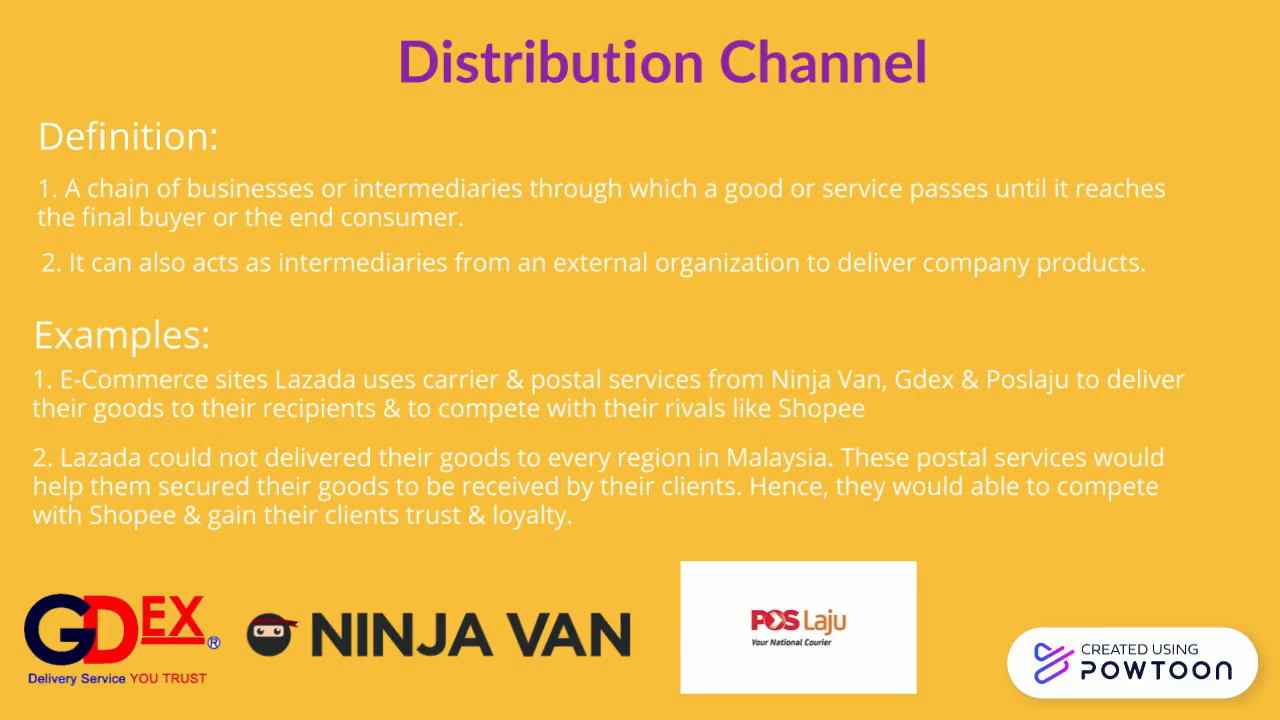 Distribution Channel
Definition:
1. A chain of businesses or intermediaries through which a good or service passes until it reaches
the final buyer or the end consumer.
2. It can also acts as intermediaries from an external organization to deliver company products.
Examples:
1. E-Commerce sites Lazada uses carrier & postal services from Ninja Van, Gdex & Poslaju to deliver
their goods to their recipients & to compete with their rivals like Shopee
2. Lazada could not delivered their goods to every region in Malaysia. These postal services would
help them secured their goods to be received by their clients. Hence, they would able to compete
with Shopee & gain their clients trust & loyalty.
GDEX®
Delivery Service YOU TRUST
NINJA VAN
POS Laju
Your National Courier
CREATED USING
POWTOON